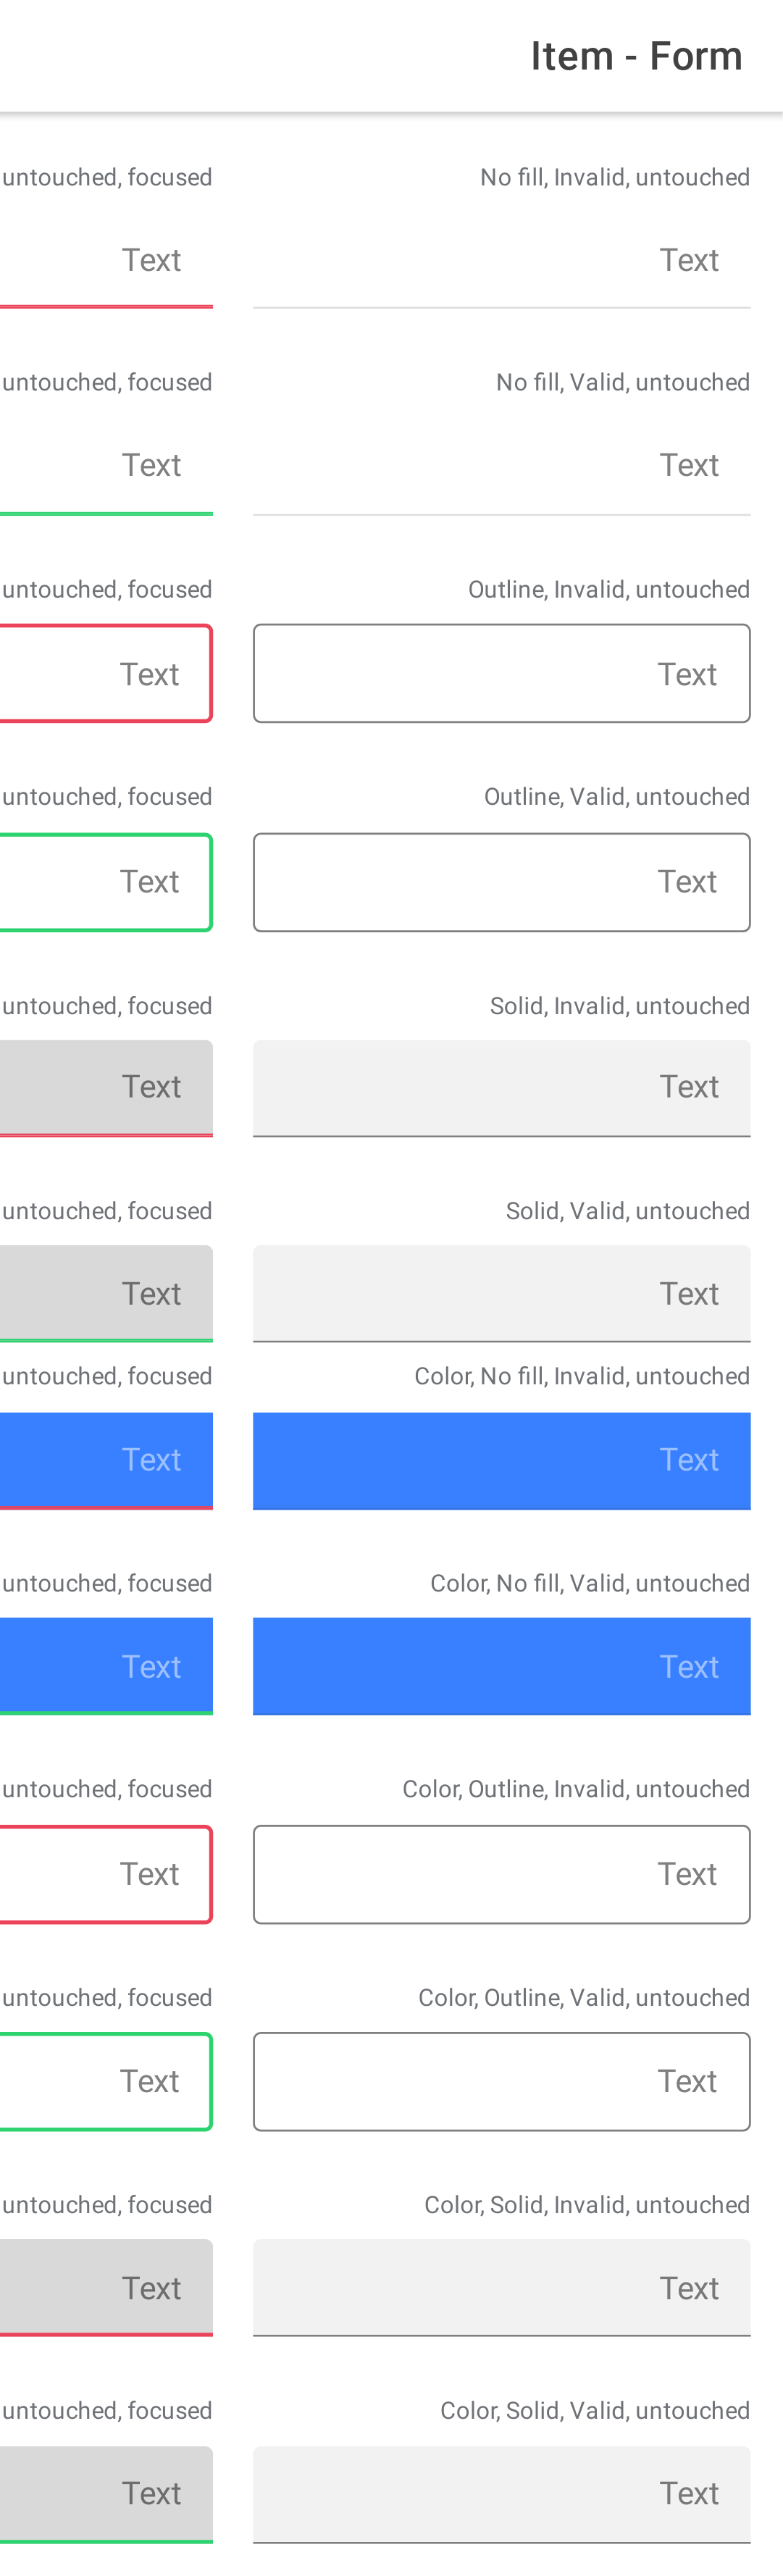 Item - Form
untouched, focused No fill, Invalid, untouched
Text Text
untouched, focused No fill, Valid, untouched
Text Text
untouched, focused Outline, Invalid, untouched
Text Text
untouched, focused Outline, Valid, untouched
Text Text
untouched, focused Solid, Invalid, untouched
Text Text
untouched, focused Solid, Valid, untouched
Text Text
untouched, focused Color, No fill, Invalid, untouched
Text Text
untouched, focused Color, No fill, Valid, untouched
Text Text
untouched, focused Color, Outline, Invalid, untouched
Text Text
untouched, focused Color, Outline, Valid, untouched
Text Text
untouched, focused Color, Solid, Invalid, untouched
Text Text
untouched, focused Color, Solid, Valid, untouched
Text Text